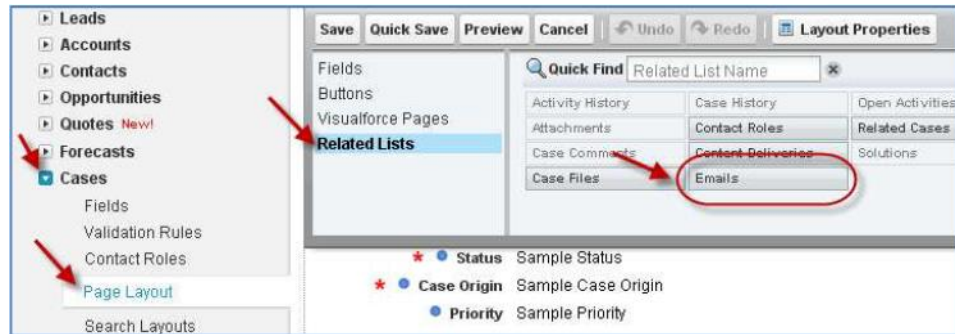 Leads
Accounts
Contacts
Opportunities
Quotes New!
Forecasts
Cases
Fields
Validation Rules
Contact Roles
Page Layout
Search Layouts
Save Quick Save Preview Cancel Undo Redo Layout Properties
Fields
Buttons
Visualforce Pages
Related Lists
Quick Find Related List Name
Activity History Case History Open Activities
Attachments Contact Roles Related Cases
Case Comments Content Deliveries Solutions
Case Files Emails
* Status Sample Status
* Case Origin Sample Case Origin
Priority Sample Priority